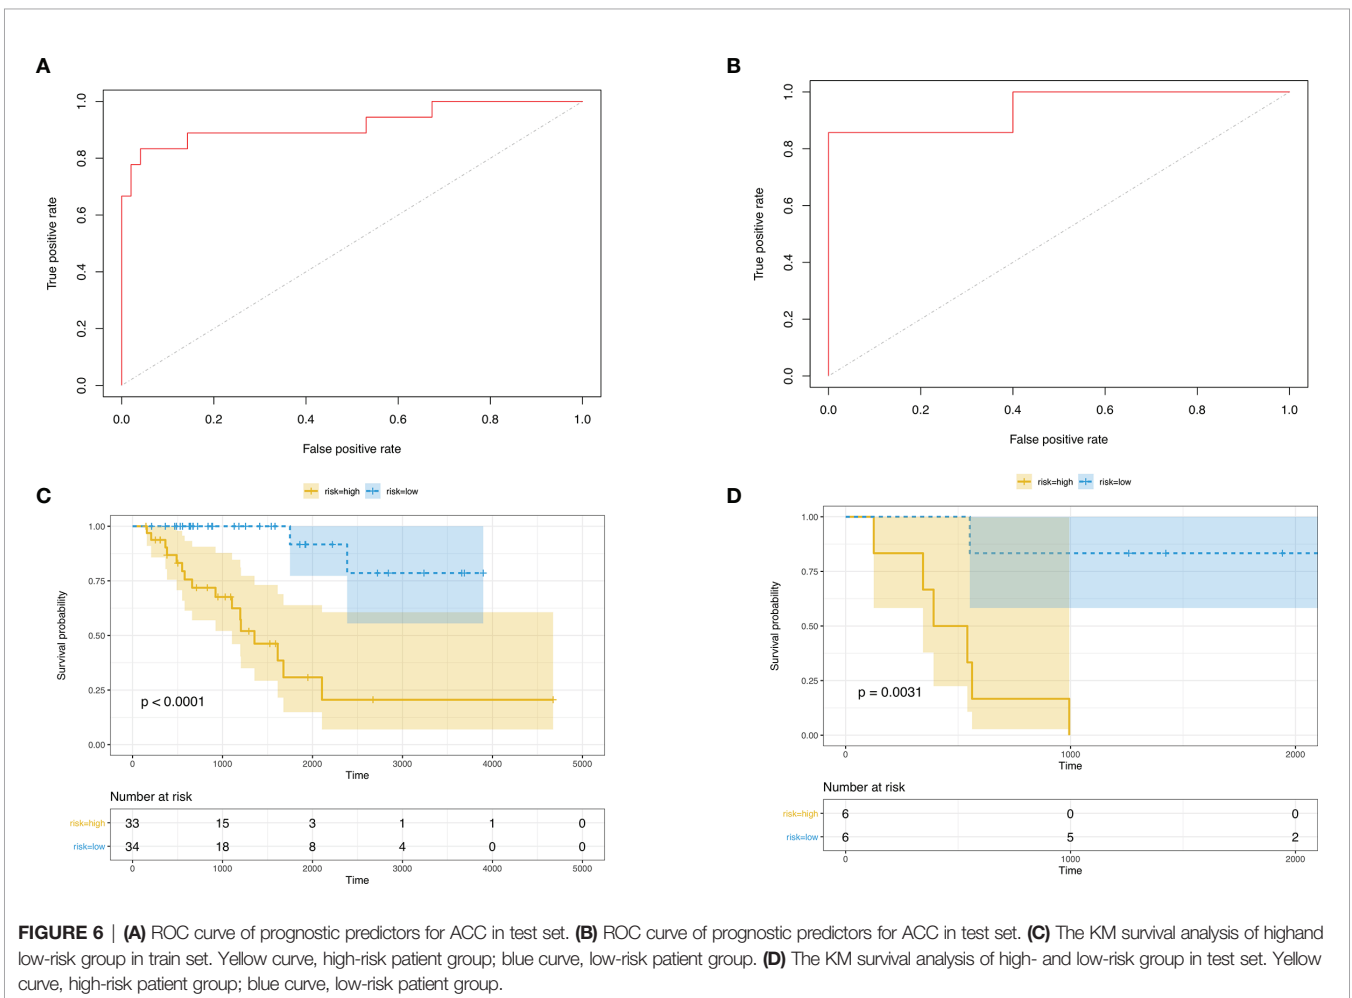 A
1.0
0.8
0.6
0.4
0.2
0.0
True positive rate
0.0 0.2 0.4 0.6 0.8 1.0
False positive rate
B
1.0
0.8
0.6
0.4
0.2
0.0
True positive rate
0.0 0.2 0.4 0.6 0.8 1.0
False positive rate
C
risk=high risk=low
1.00
0.75
0.50
0.25
0.00
Survival probability
p < 0.0001
0 1000 2000 3000 4000 5000
Time
Number at risk
risk=high 33 15 3 1 1 0
risk=low 34 18 8 4 0 0
0 1000 2000 3000 4000 5000
Time
D
risk=high risk=low
1.00
0.75
0.50
0.25
0.00
Survival probability
p = 0.0031
0 1000 2000
Time
Number at risk
risk=high 6 0 0
risk=low 6 5 2
0 1000 2000
Time
FIGURE 6 | (A) ROC curve of prognostic predictors for ACC in test set. (B) ROC curve of prognostic predictors for ACC in test set. (C) The KM survival analysis of highand
low-risk group in train set. Yellow curve, high-risk patient group; blue curve, low-risk patient group. (D) The KM survival analysis of high- and low-risk group in test set. Yellow
curve, high-risk patient group; blue curve, low-risk patient group.